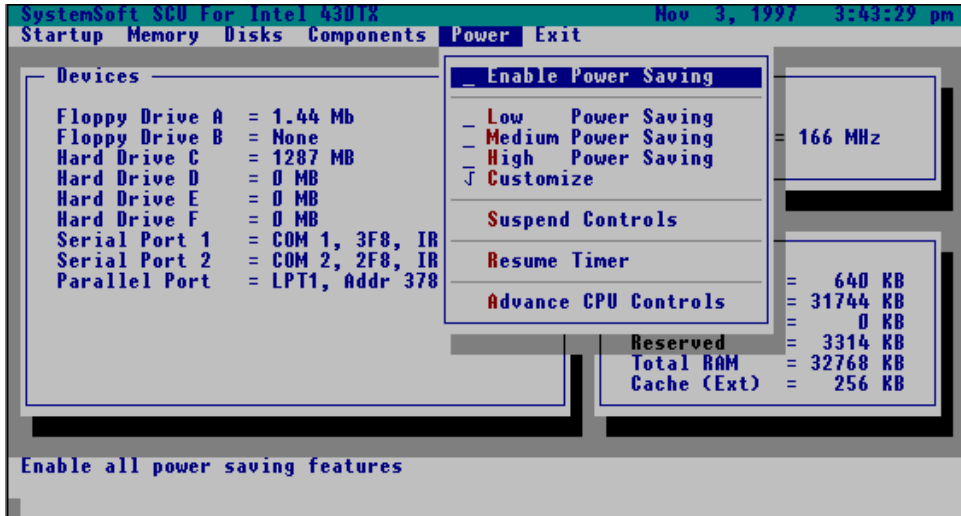 SystemSoft SCU For Intel 430TX Nov 3, 1997 3:43:29 pm
Startup Memory Disks Components Power Exit
Devices
Floppy Drive A = 1.44 Mb
Floppy Drive B = None
Hard Drive C = 1287 MB
Hard Drive D = 0 MB
Hard Drive E = 0 MB
Hard Drive F = 0 MB
Serial Port 1 = COM 1, 3F8, IR
Serial Port 2 = COM 2, 2F8, IR
Parallel Port = LPT1, Addr 378
_ Enable Power Saving
_ Low Power Saving
_ Medium Power Saving
_ High Power Saving
√ Customize
Suspend Controls
Resume Timer
Advance CPU Controls
= 166 MHz
= 640 KB
= 31744 KB
= 0 KB
Reserved = 3314 KB
Total RAM = 32768 KB
Cache (Ext) = 256 KB
Enable all power saving features